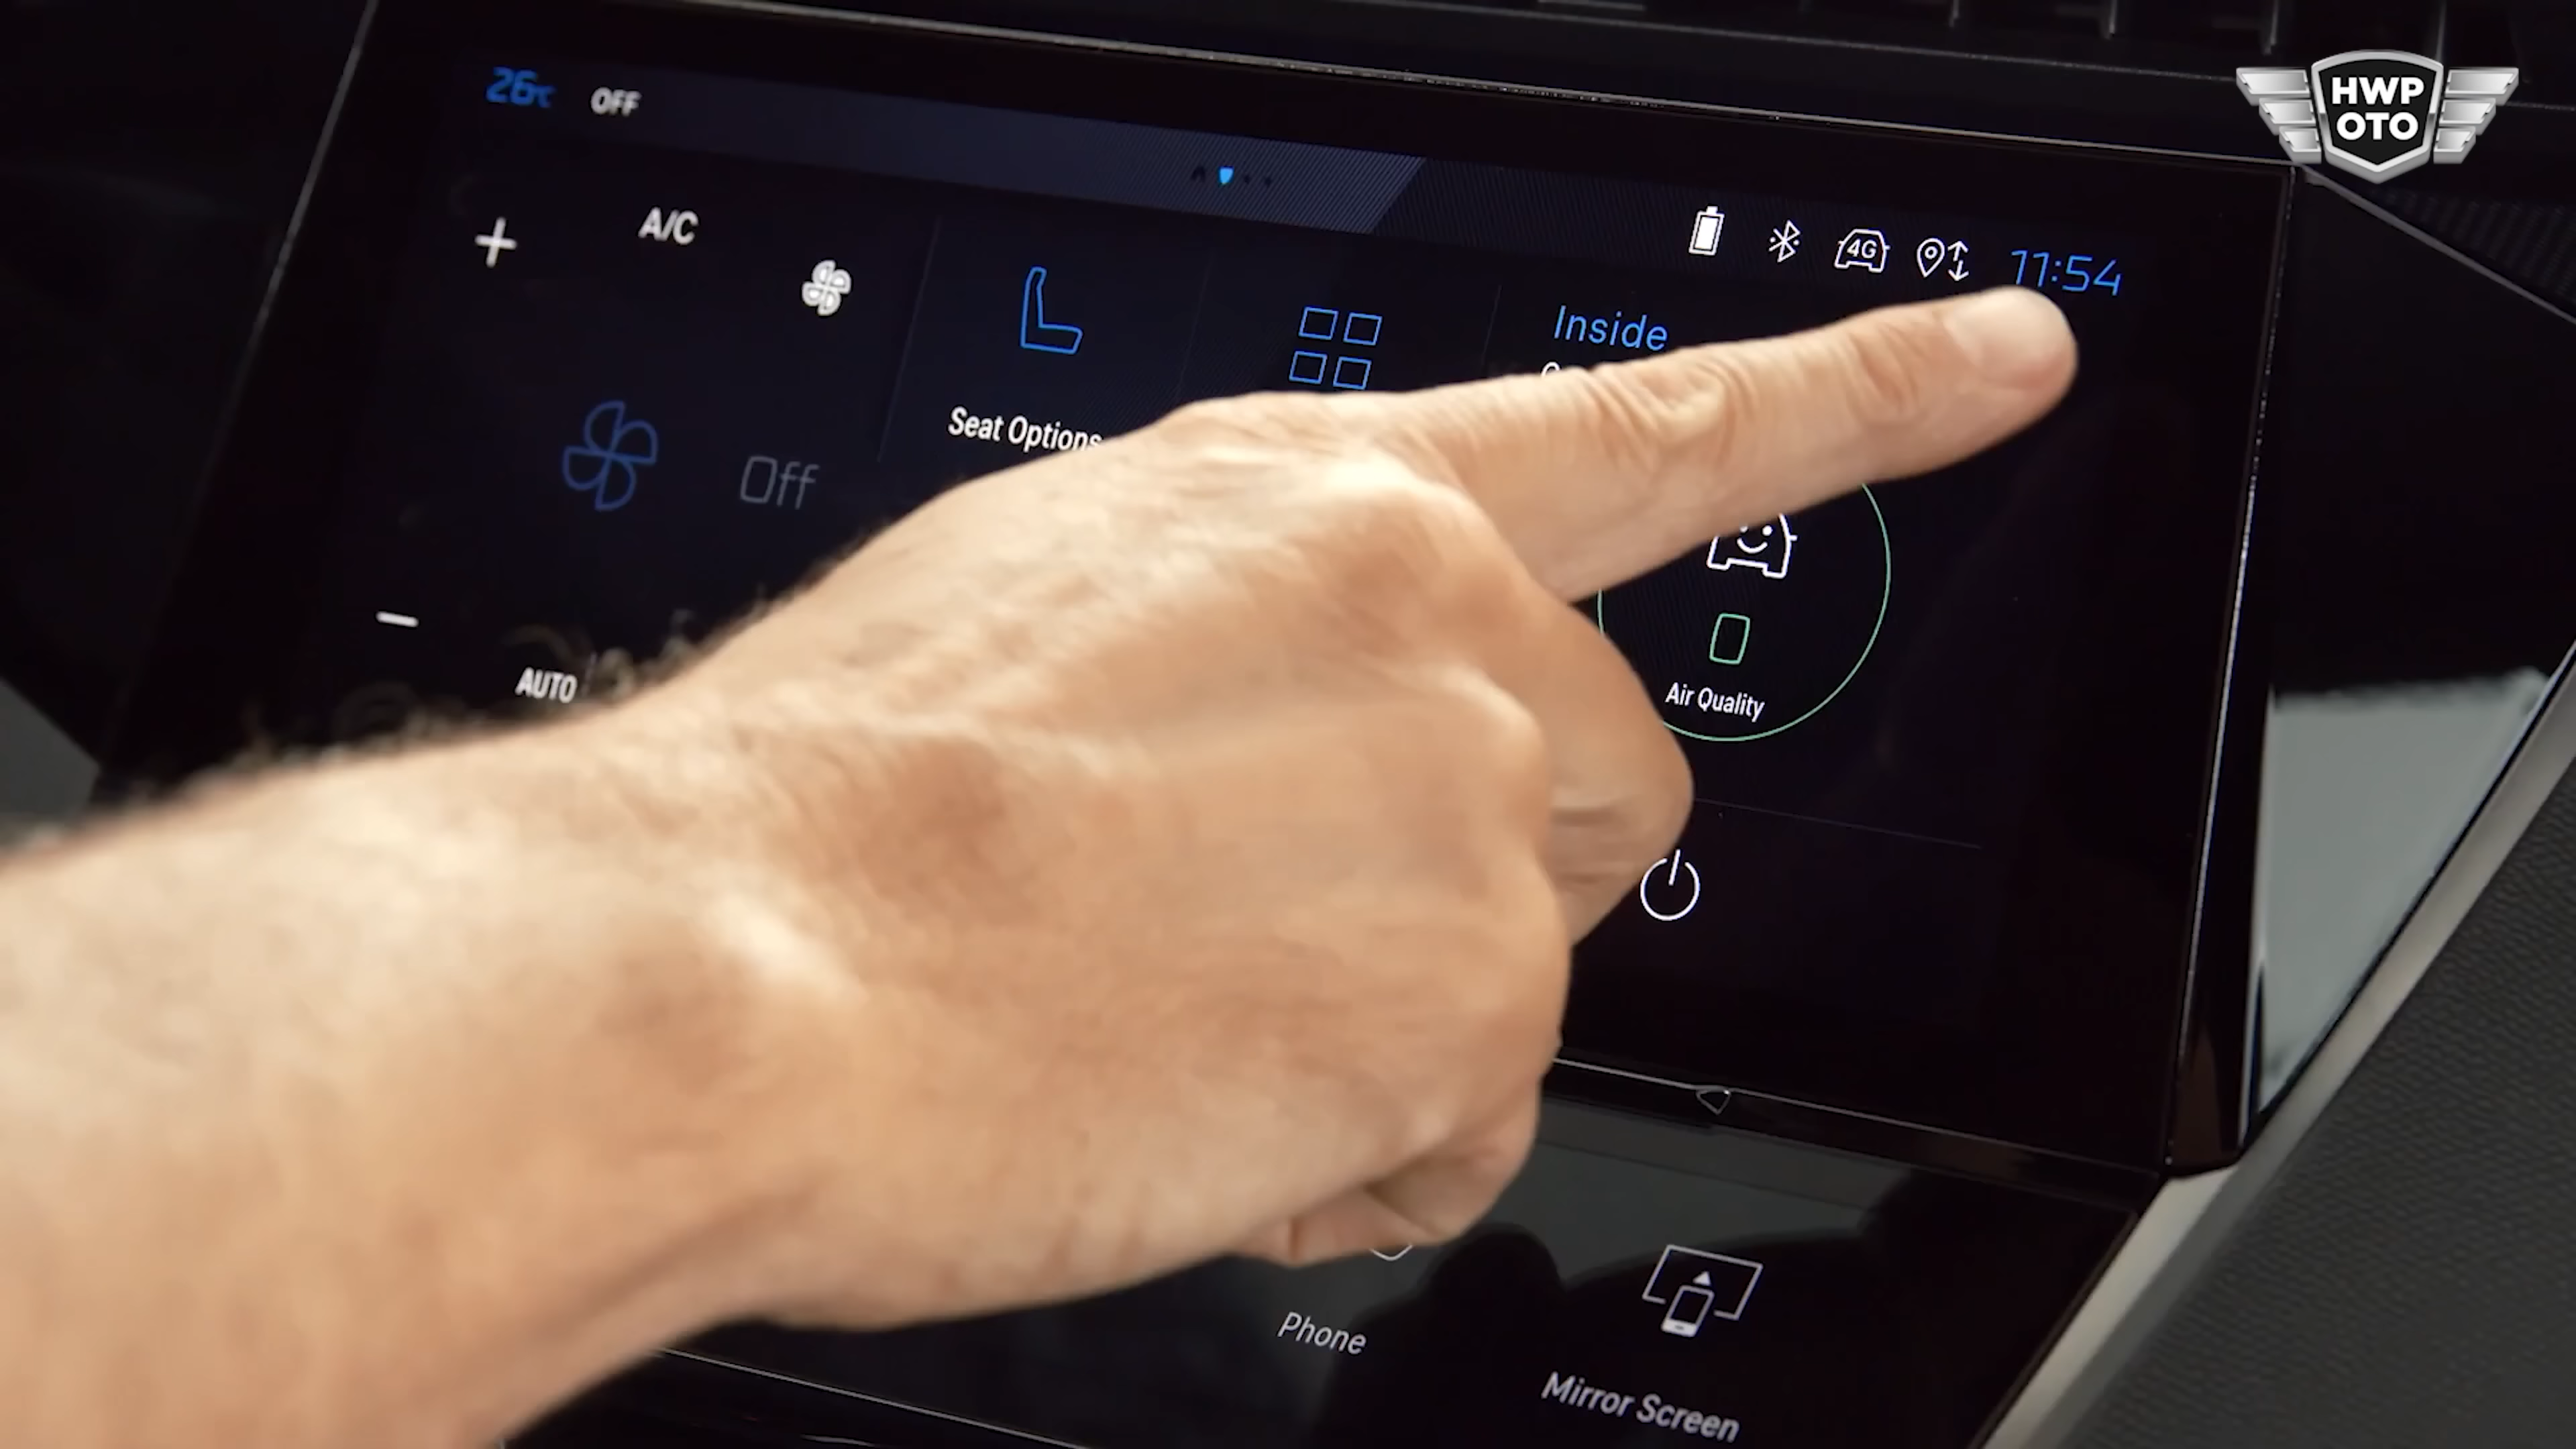 26°C OFF
HWP
OTO
A/C
4G
11:54
Inside
Seat Options
Off
AUTO
Air Quality
Phone
Mirror Screen